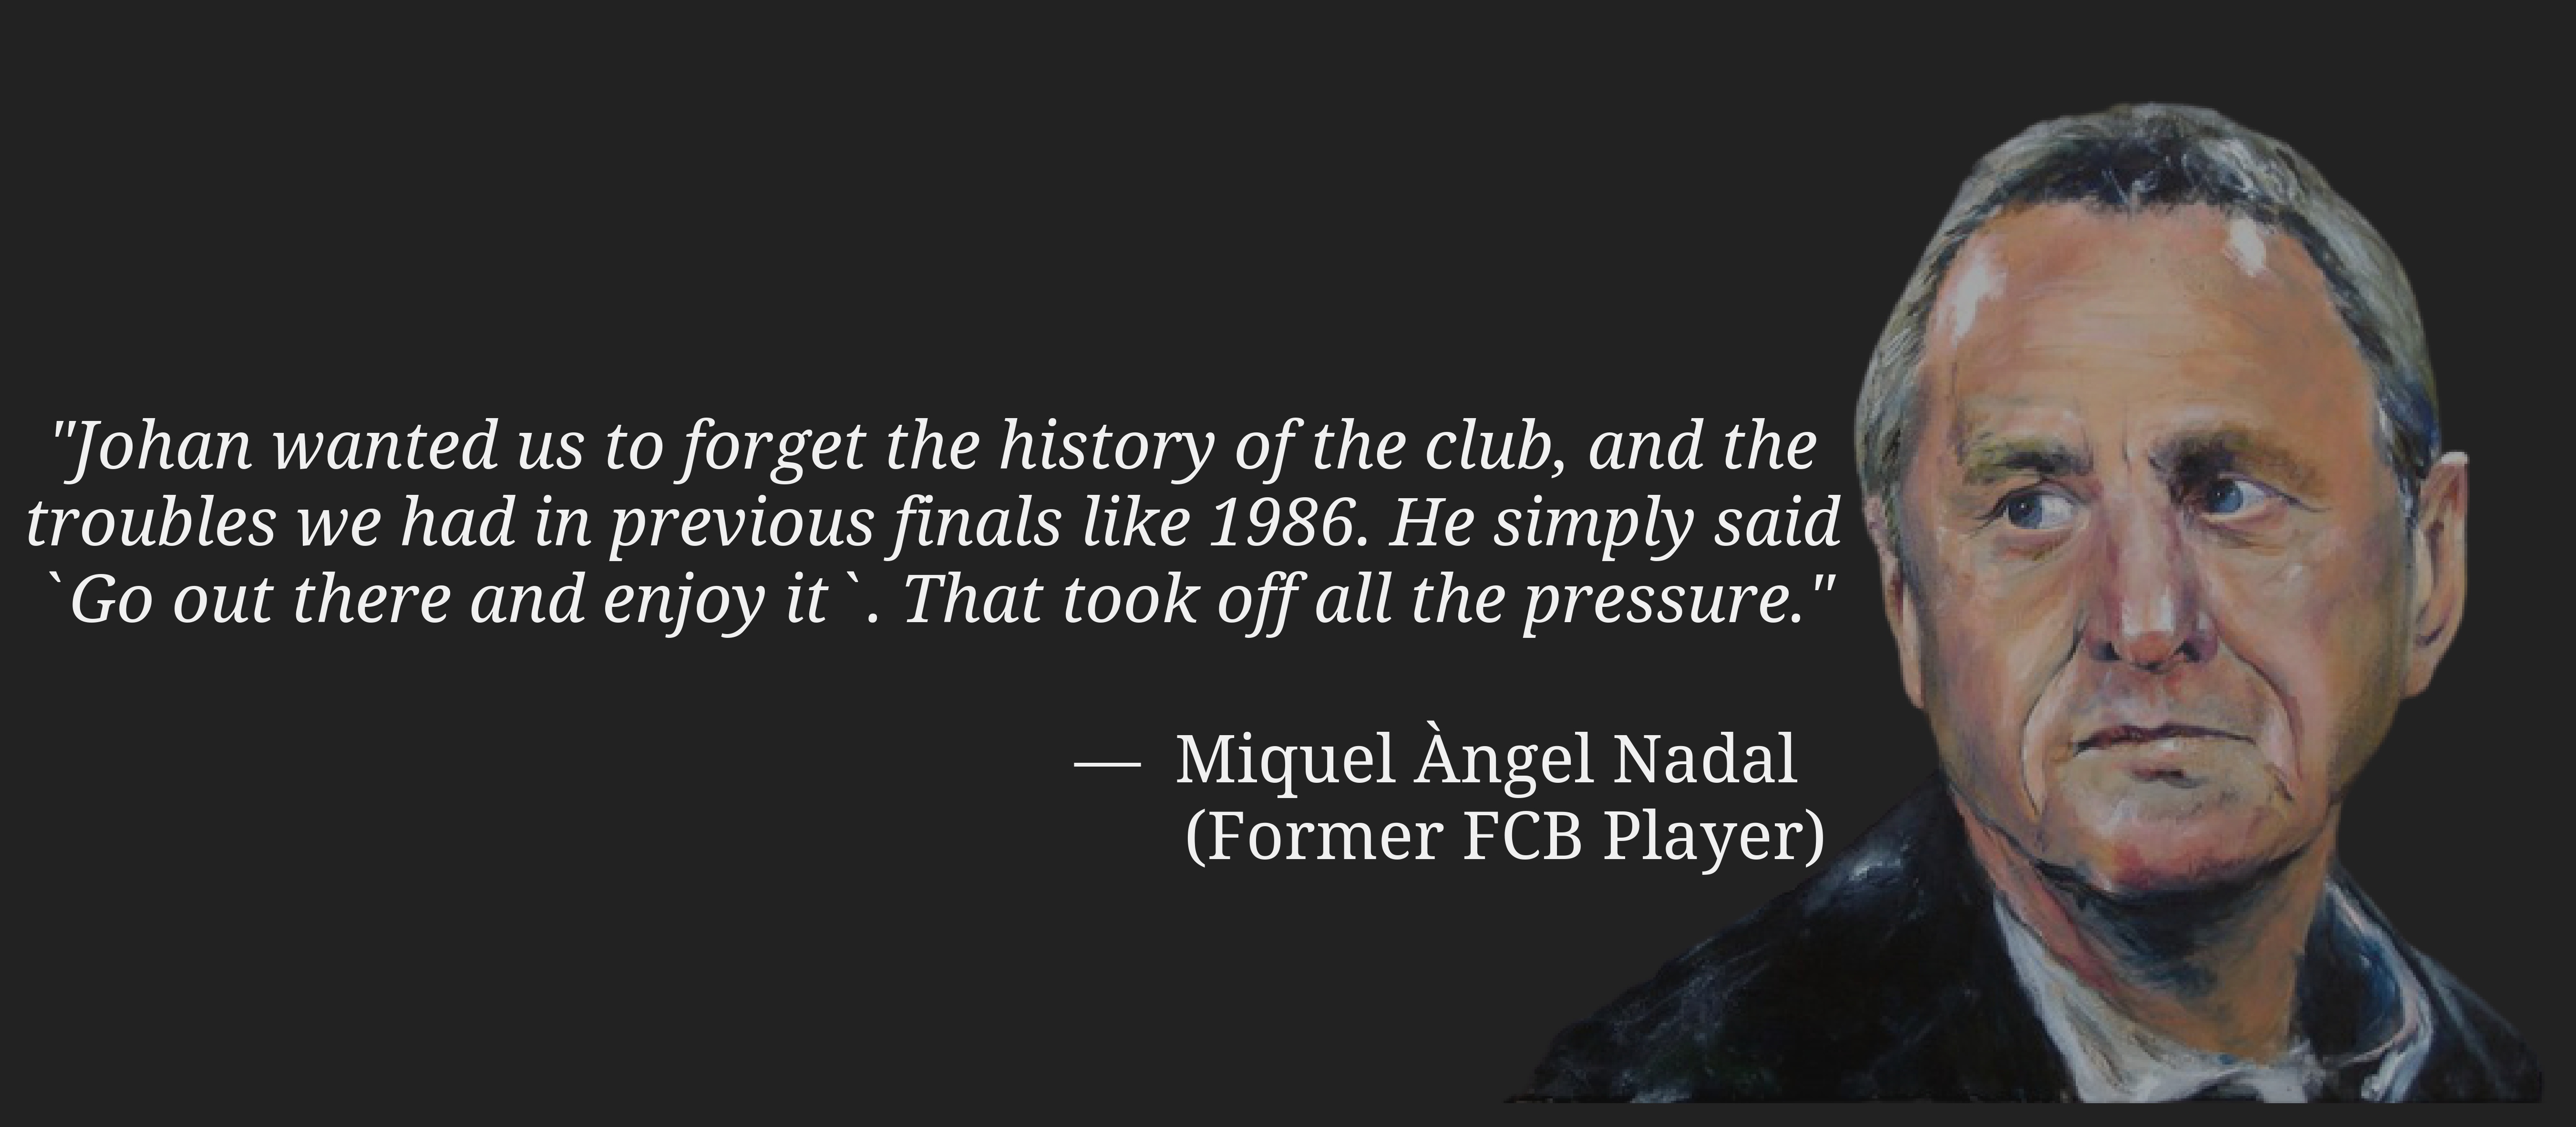 "Johan wanted us to forget the history of the club, and the
troubles we had in previous finals like 1986. He simply said
`Go out there and enjoy it`. That took off all the pressure."
— Miquel Àngel Nadal
(Former FCB Player)